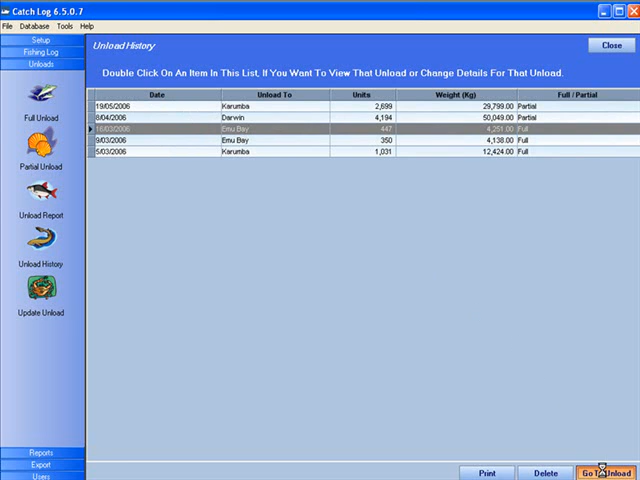 Catch Log 6.5.0.7
File Database Tools Help
Setup
Fishing Log
Unloads
Full Unload
Partial Unload
Unload Report
Unload History
Update Unload
Reports
Export
Users
Unload History
Close
Double Click On An Item In This List, If You Want To View That Unload or Change Details For That Unload.
Date Unload To Units Weight (Kg) Full / Partial
19/05/2006 Karumba 2,699 29,799.00 Partial
8/04/2006 Darwin 4,194 50,049.00 Partial
18/03/2006 Emu Bay 447 4,251.00 Full
9/03/2006 Emu Bay 350 4,138.00 Full
5/03/2006 Karumba 1,031 12,424.00 Full
Print Delete Go To Unload